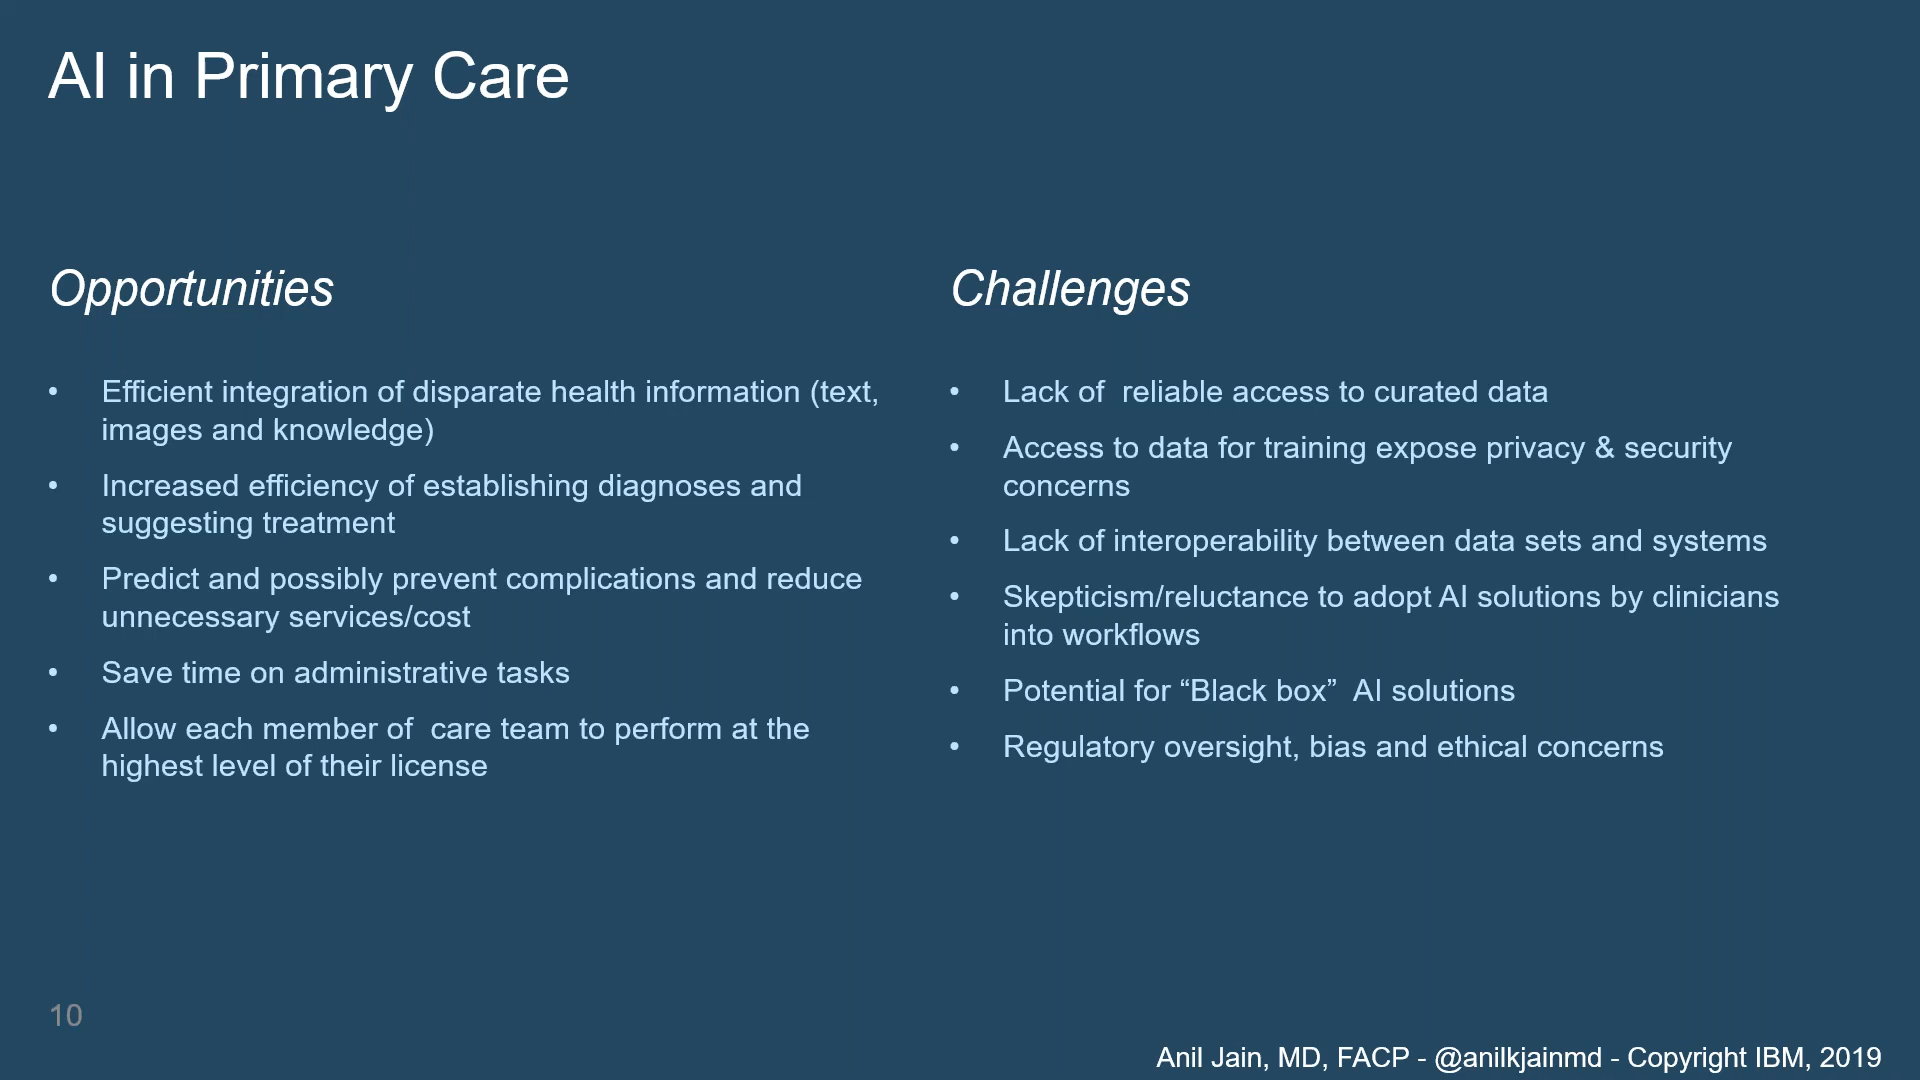 AI in Primary Care
Opportunities
• Efficient integration of disparate health information (text,
images and knowledge)
• Increased efficiency of establishing diagnoses and
suggesting treatment
• Predict and possibly prevent complications and reduce
unnecessary services/cost
• Save time on administrative tasks
• Allow each member of  care team to perform at the
highest level of their license
Challenges
• Lack of  reliable access to curated data
• Access to data for training expose privacy & security
concerns
• Lack of interoperability between data sets and systems
• Skepticism/reluctance to adopt AI solutions by clinicians
into workflows
• Potential for “Black box”  AI solutions
• Regulatory oversight, bias and ethical concerns
10
Anil Jain, MD, FACP - @anilkjainmd - Copyright IBM, 2019